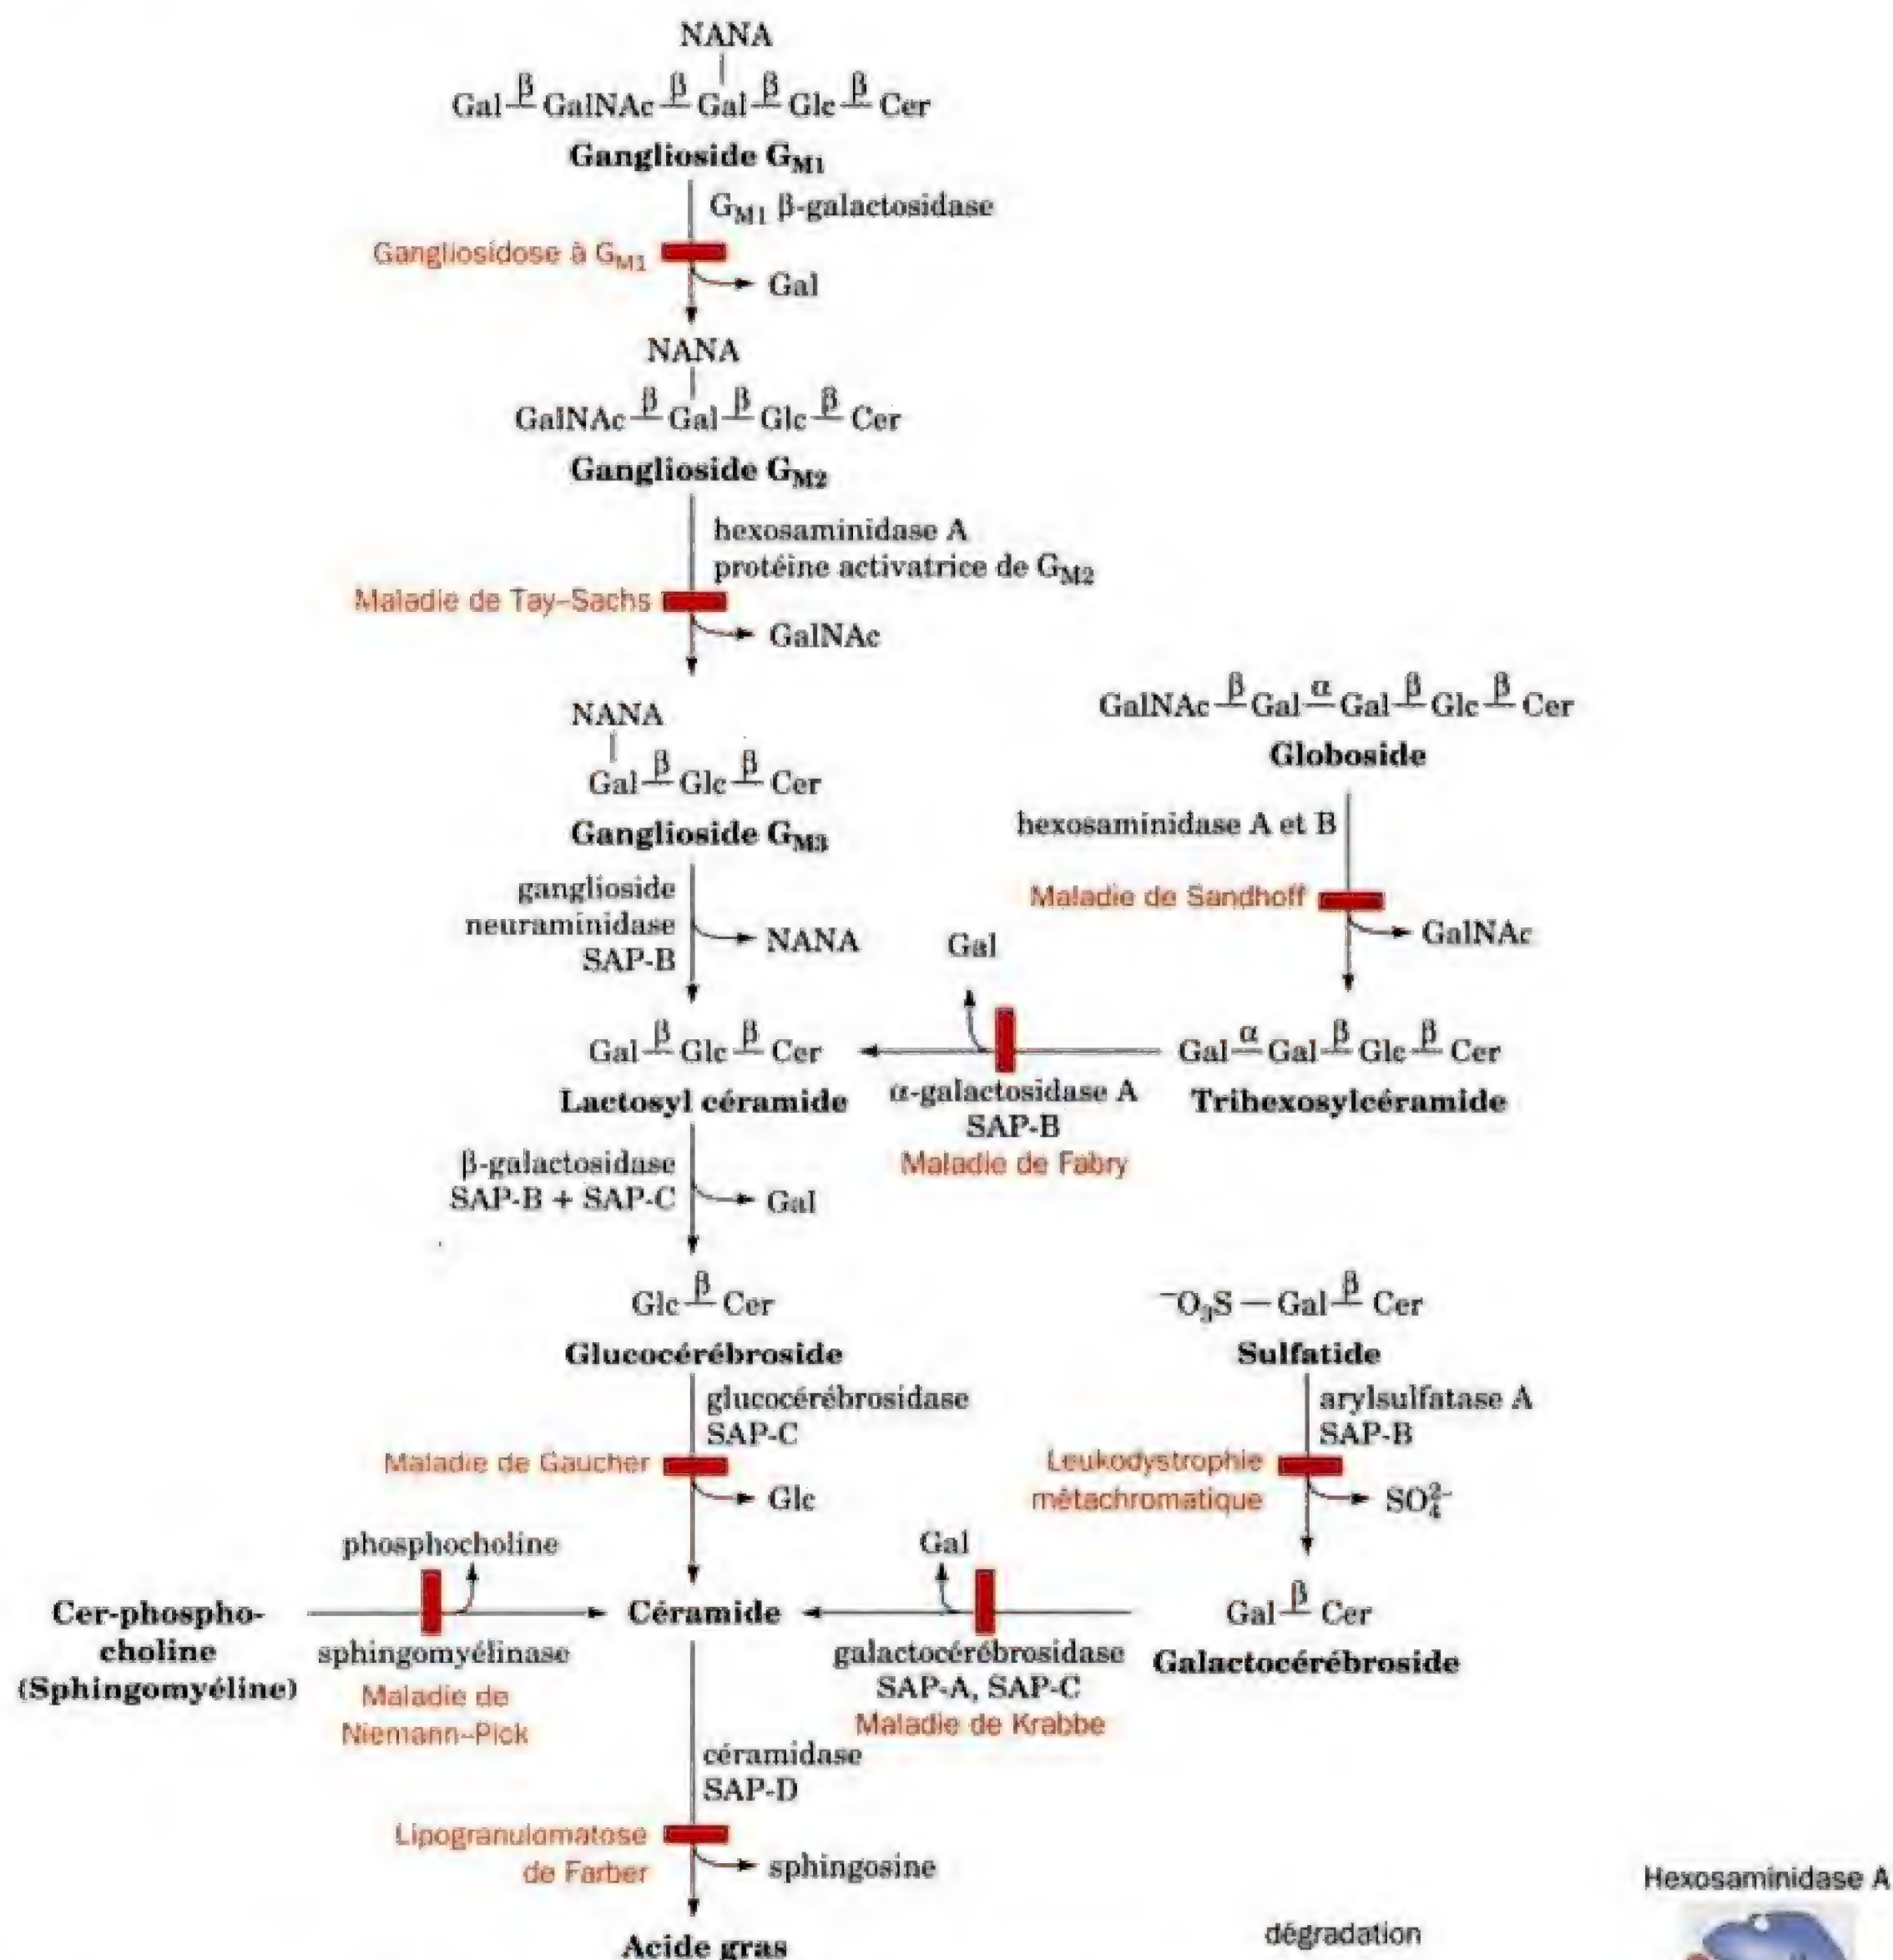 NANA
Gal β GalNAc β Gal β Glc β Cer
Ganglioside GM1
GM1 β-galactosidase
Gangliosidose à GM1
Gal
NANA
GalNAc β Gal β Glc β Cer
Ganglioside GM2
hexosaminidase A
protéine activatrice de GM2
Maladie de Tay–Sachs
GalNAc
NANA
Gal β Glc β Cer
Ganglioside GM3
ganglioside
neuraminidase
SAP-B
NANA
GalNAc β Gal α Gal β Glc β Cer
Globoside
hexosaminidase A et B
Maladie de Sandhoff
GalNAc
Gal
Gal β Glc β Cer
Lactosyl céramide
α-galactosidase A
SAP-B
Maladie de Fabry
Gal α Gal β Glc β Cer
Trihexosylcéramide
β-galactosidase
SAP-B + SAP-C
Gal
Glc β Cer
Glucocérébroside
glucocérébrosidase
SAP-C
Maladie de Gaucher
Glc
⁻O₃S — Gal β Cer
Sulfatide
arylsulfatase A
SAP-B
Leukodystrophie
métachromatique
SO₄²⁻
phosphocholine
Cer-phospho-
choline
(Sphingomyéline)
sphingomyélinase
Maladie de
Niemann–Pick
Céramide
Gal
galactocérébrosidase
SAP-A, SAP-C
Maladie de Krabbe
Gal β Cer
Galactocérébroside
céramidase
SAP-D
Lipogranulomatose
de Farber
sphingosine
Acide gras
dégradation
Hexosaminidase A